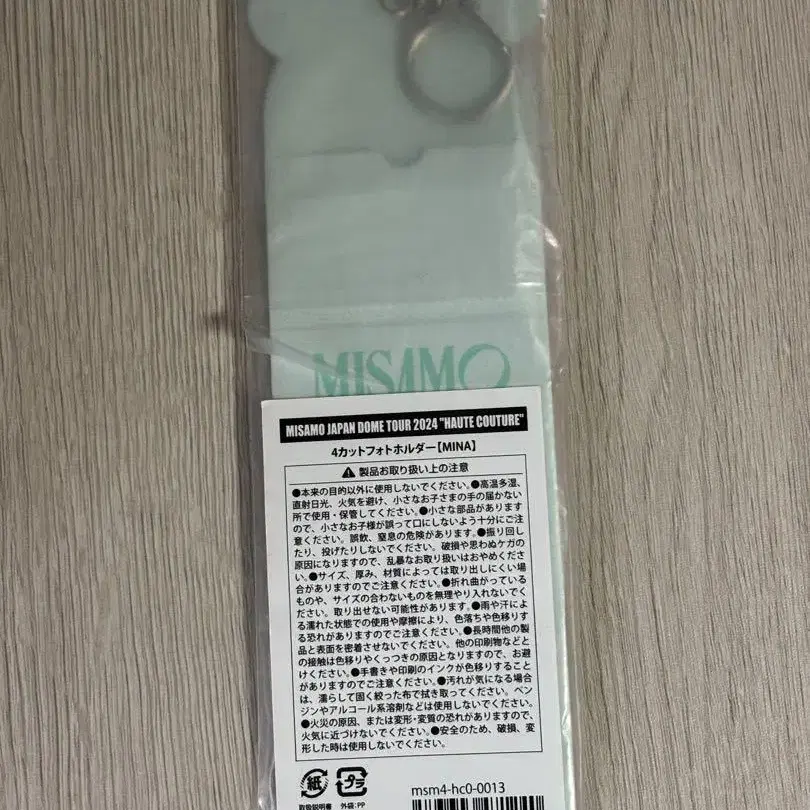 MISAMO
MISAMO JAPAN DOME TOUR 2024 "HAUTE COUTURE"
4カットフォトホルダー【MINA】
製品お取り扱い上の注意
●本来の目的以外に使用しないでください。●高温多湿、
直射日光、火気を避け、小さなお子さまの手の届かない
所で使用・保管してください。●小さな部品があります
ので、小さなお子様が誤って口にしないよう十分にご注
意ください。誤飲、窒息の危険があります。●振り回し
たり、投げたりしないでください。破損や思わぬケガの
原因になりますので、乱暴なお取り扱いはおやめくださ
い。●サイズ、厚み、材質によっては取り出しにくい場
合がありますのでご注意ください。●折れ曲がっている
ものや、サイズの合わないものを無理やり入れないでく
ださい。取り出せない可能性があります。●雨や汗によ
る濡れた状態での使用や摩擦により、色落ちや色移りす
る恐れがありますのでご注意ください。●長時間他の製
品と表面を密着させないでください。他の印刷物などと
の接触は色移りやくっつきの原因となりますので、お避
けください。●手書きや印刷のインクが色移りすること
がありますのでご注意ください。●汚れが気になる場合
は、濡らして固く絞った布で拭き取ってください。ベン
ジンやアルコール系溶剤などは使用しないでください。
●火災の原因、または変形・変質の恐れがありますので、
火気に近づけないでください。●安全のため、破損、変
形した時は使用しないでください。
紙
プラ
取扱説明書
外袋:PP
msm4-hc0-0013